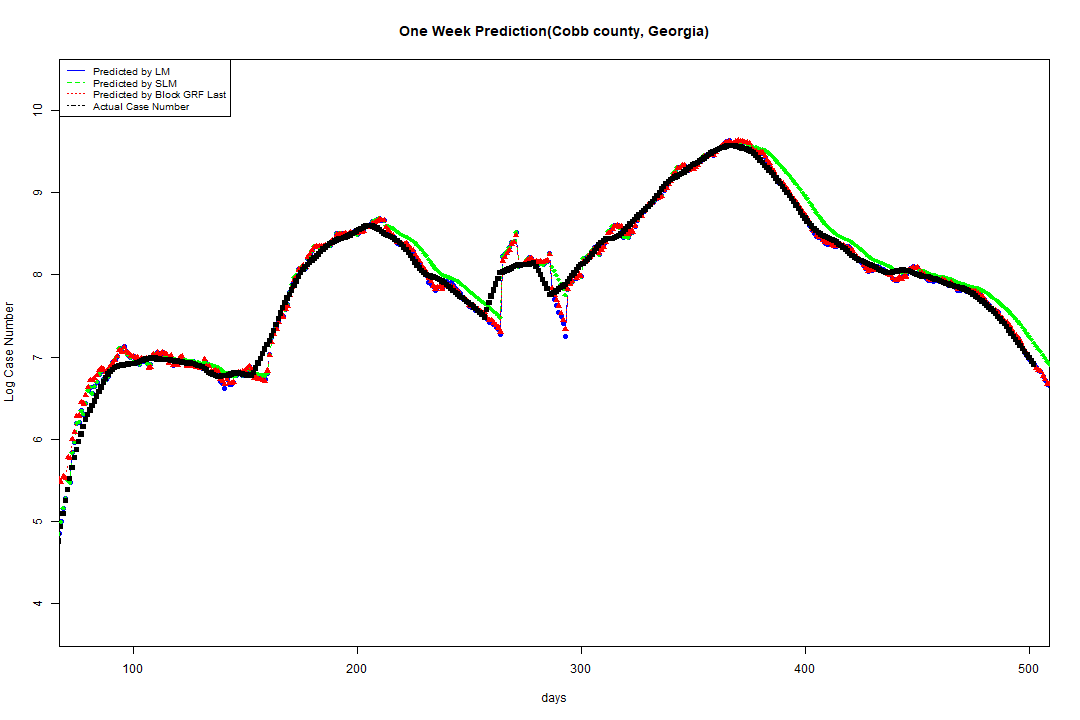 One Week Prediction(Cobb county, Georgia)
Predicted by LM
Predicted by SLM
Predicted by Block GRF Last
Actual Case Number
10
9
8
7
6
5
4
Log Case Number
100 200 300 400 500
days